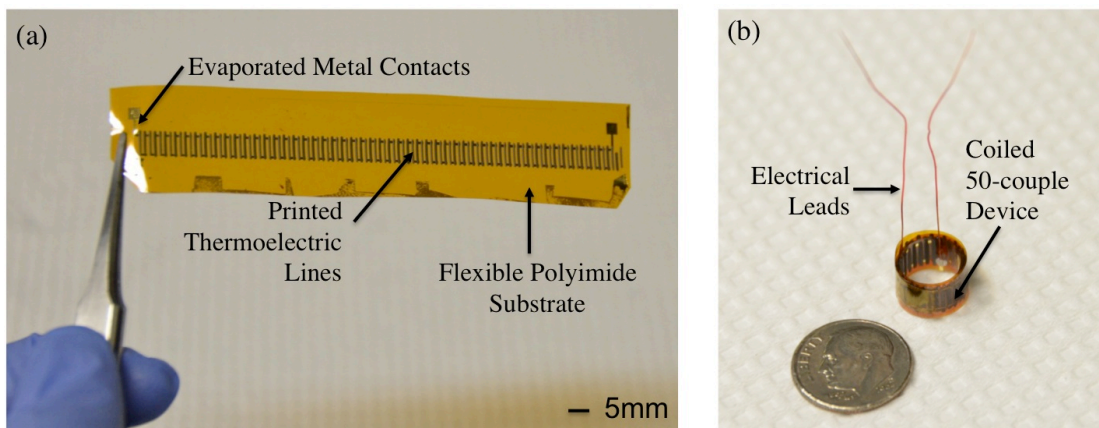 (a)
Evaporated Metal Contacts
Printed
Thermoelectric
Lines
Flexible Polyimide
Substrate
5mm
(b)
Electrical
Leads
Coiled
50-couple
Device